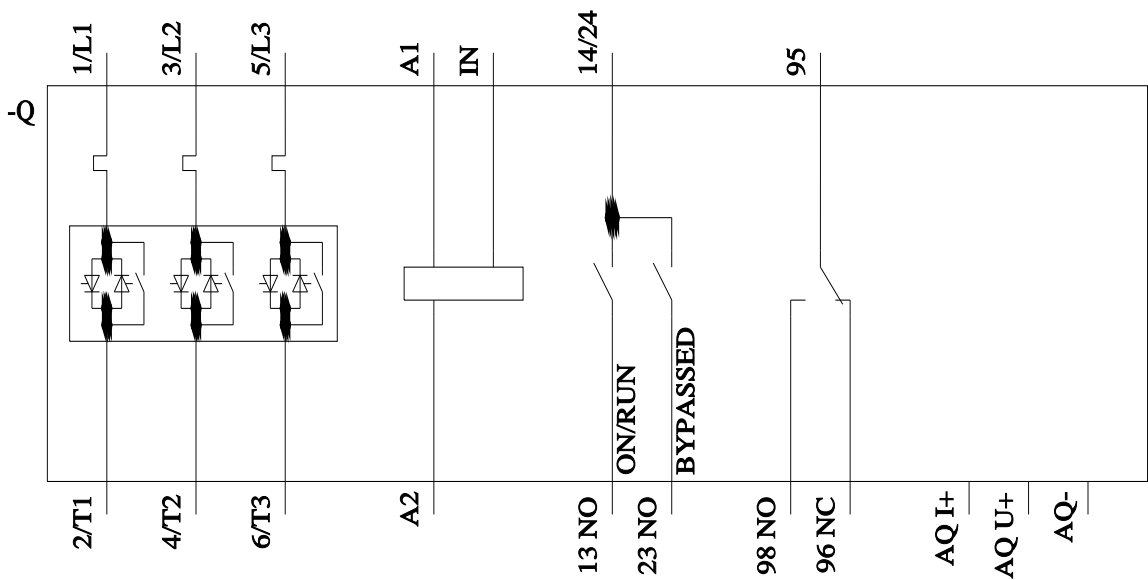 1/L1
3/L2
5/L3
A1
IN
14/24
95
-Q
ON/RUN
BYPASSED
2/T1
4/T2
6/T3
A2
13 NO
23 NO
98 NO
96 NC
AQ I+
AQ U+
AQ-